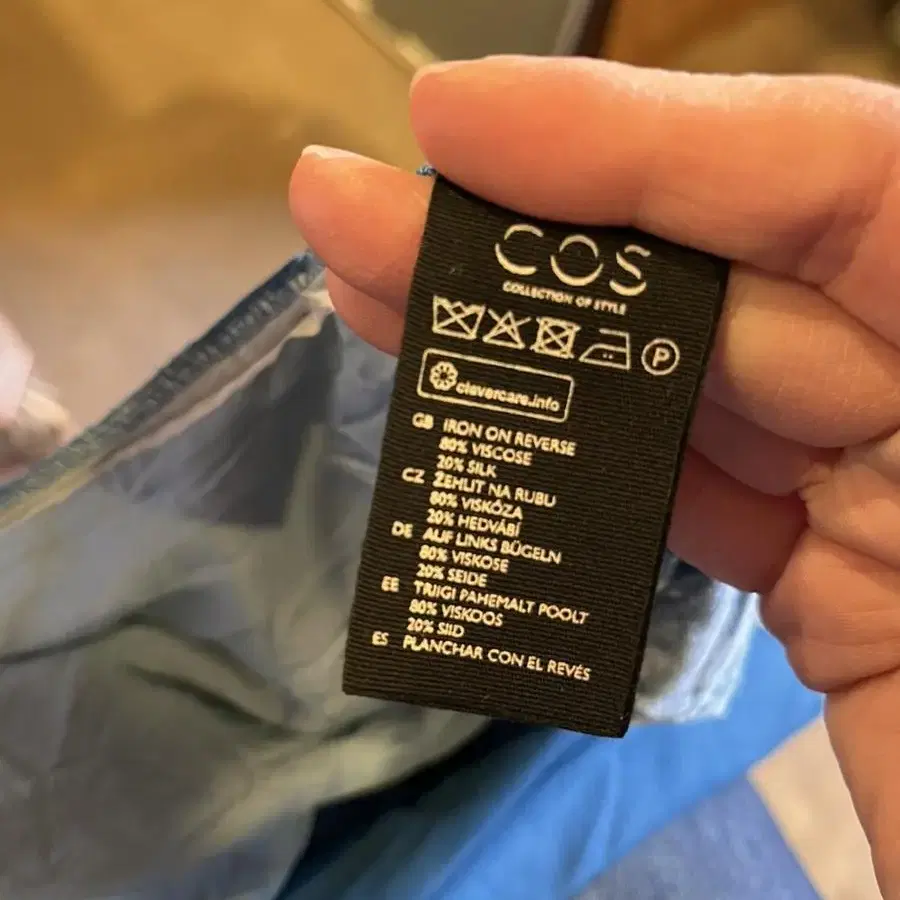 COS
COLLECTION OF STYLE
P
clevercare.info
GB IRON ON REVERSE
80% VISCOSE
20% SILK
CZ ŽEHLIT NA RUBU
80% VISKÓZA
20% HEDVÁBÍ
DE AUF LINKS BÜGELN
80% VISKOSE
20% SEIDE
EE TRIIGI PAHEMALT POOLT
80% VISKOOS
20% SIID
ES PLANCHAR CON EL REVÉS